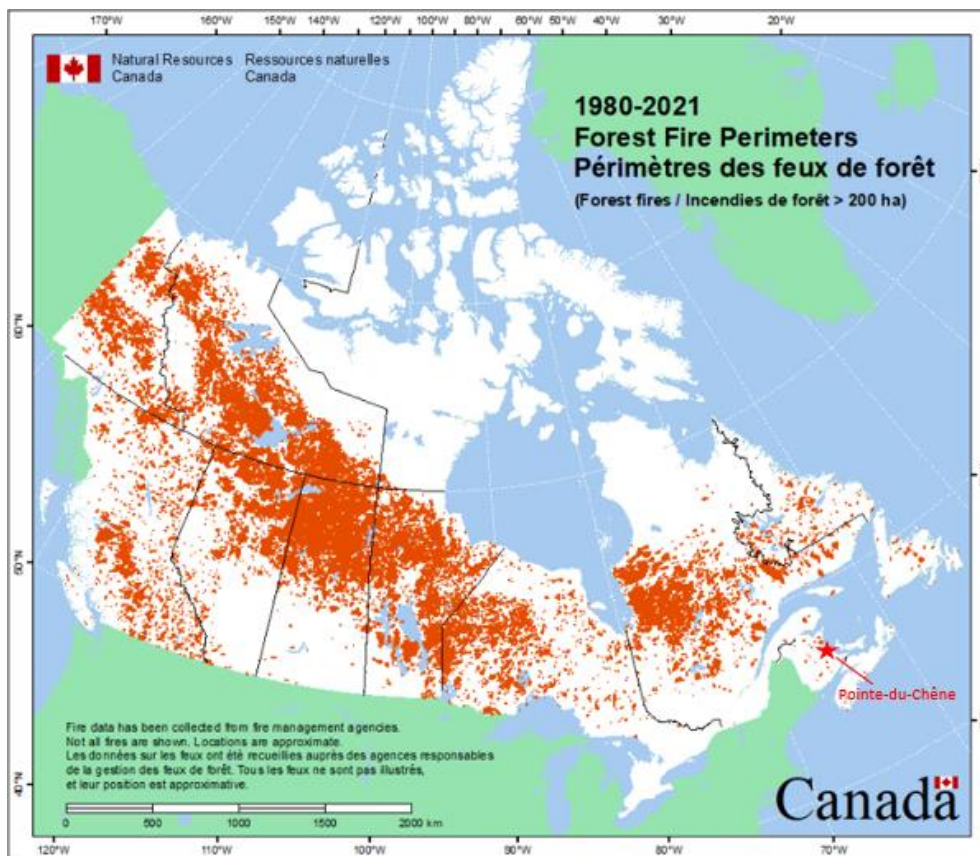 170°W 160°W 150°W 140°W 130°W 120°W 110°W 100°W 90°W 80°W 70°W 60°W 50°W 40°W 30°W 20°W
Natural Resources Ressources naturelles
Canada Canada
1980-2021
Forest Fire Perimeters
Périmètres des feux de forêt
(Forest fires / Incendies de forêt > 200 ha)
60°N
50°N
40°N
Pointe-du-Chêne
Fire data has been collected from fire management agencies.
Not all fires are shown. Locations are approximate.
Les données sur les feux ont été recueillies auprès des agences responsables
de la gestion des feux de forêt. Tous les feux ne sont pas illustrés,
et leur position est approximative.
0 500 1000 1500 2000 km
Canada
120°W 110°W 100°W 90°W 80°W 70°W